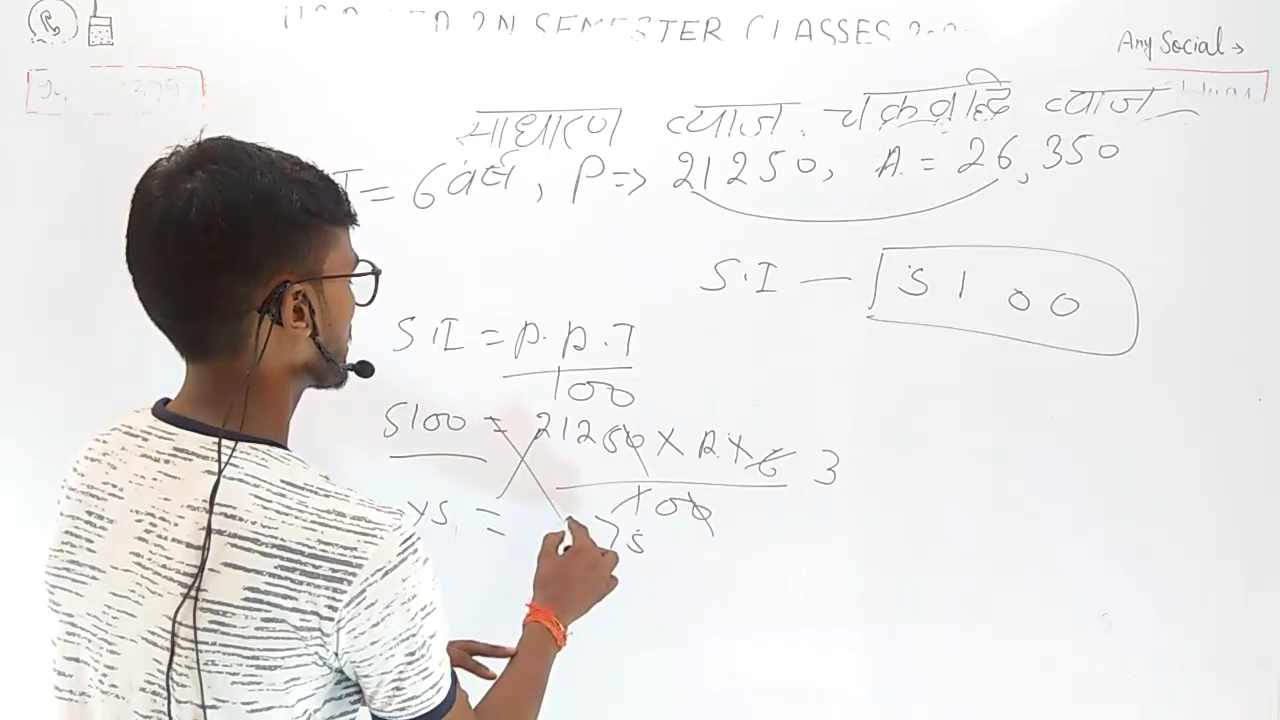 SEMESTER CLASSES
Any Social →
साधारण ब्याज, चक्रवृद्धि ब्याज
T = 6 वर्ष, P => 21250, A = 26,350
S.I — 5100
S.I = P. R. T
100
5100 = 21250 X R X 6 3
100
5